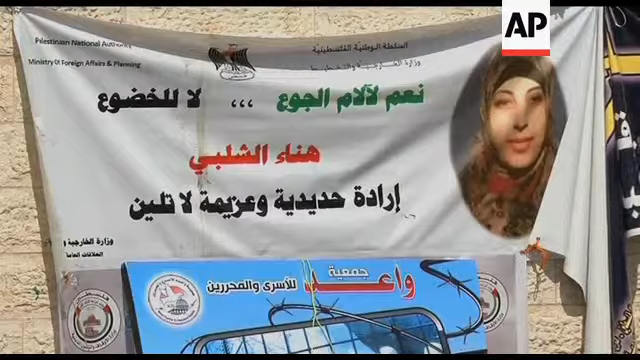 AP
Palestinian National Authority
Ministry Of Foreign Affairs & Planning
السلطة الوطنية الفلسطينية
نعم لآلام الجوع ,,, لا للخضوع
هناء الشلبي
إرادة حديدية وعزيمة لا تلين
وزارة الخارجية و
العلاقات العامة
جمعية
واعد
للأسرى والمحررين